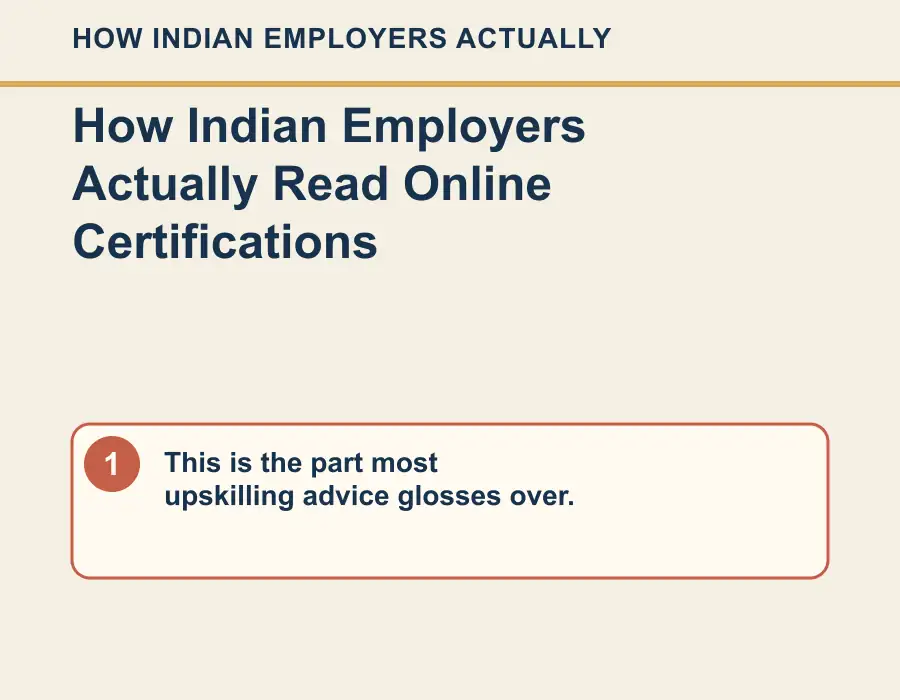 HOW INDIAN EMPLOYERS ACTUALLY
How Indian Employers
Actually Read Online
Certifications
1
This is the part most
upskilling advice glosses over.